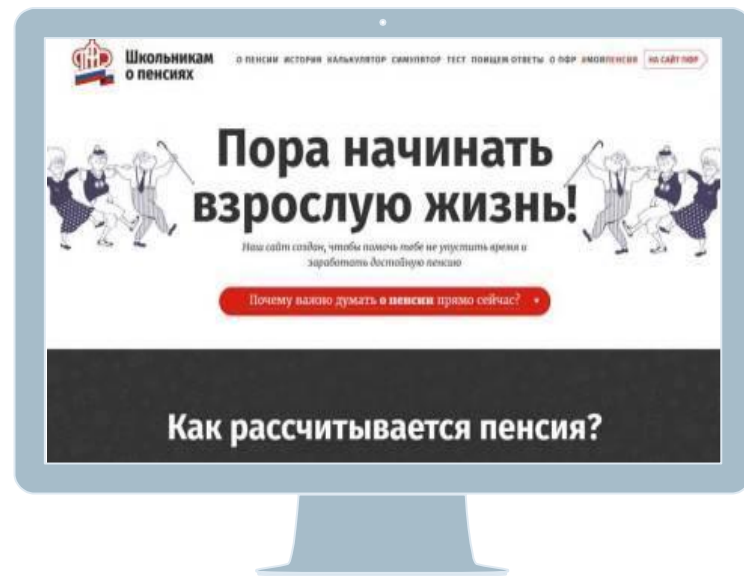 Школьникам
о пенсиях
О ПЕНСИИ ИСТОРИЯ КАЛЬКУЛЯТОР СИМУЛЯТОР ТЕСТ ПОИЩЕМ ОТВЕТЫ О ПФР #МОЯПЕНСИЯ НА САЙТ ПФР
Пора начинать
взрослую жизнь!
Наш сайт создан, чтобы помочь тебе не упустить время и
заработать достойную пенсию
Почему важно думать о пенсии прямо сейчас?
Как рассчитывается пенсия?